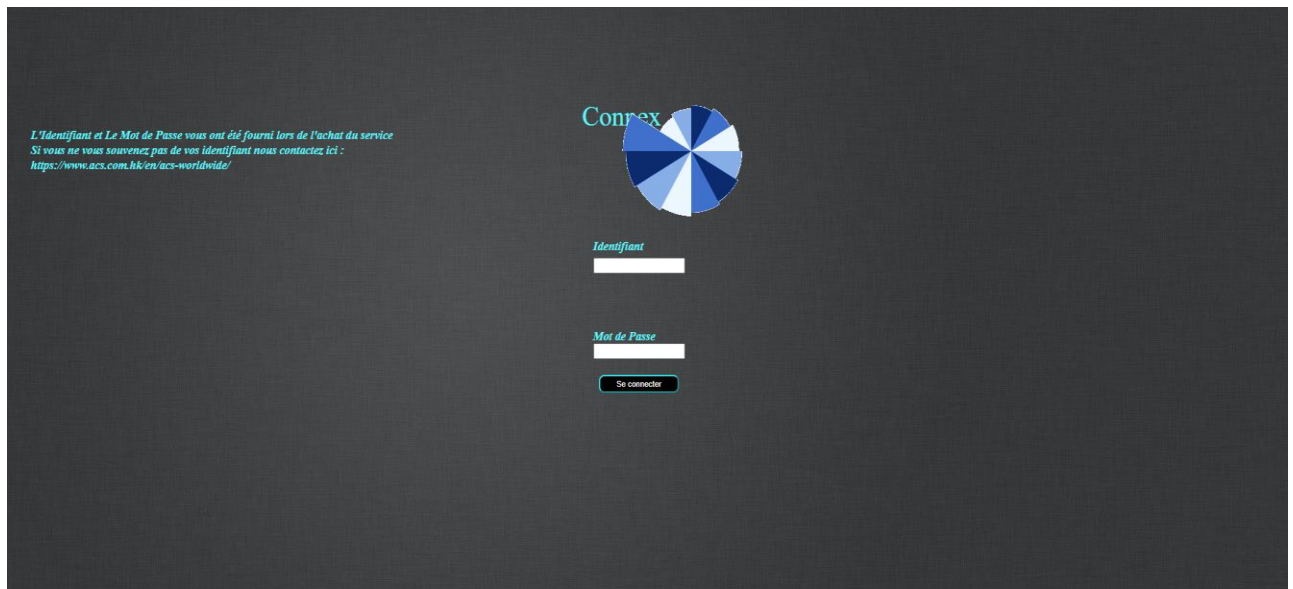 Connex
L'Identifiant et Le Mot de Passe vous ont été fourni lors de l'achat du service
Si vous ne vous souvenez pas de vos identifiant nous contactez ici :
https://www.acs.com.hk/en/acs-worldwide/
Identifiant
Mot de Passe
Se connecter